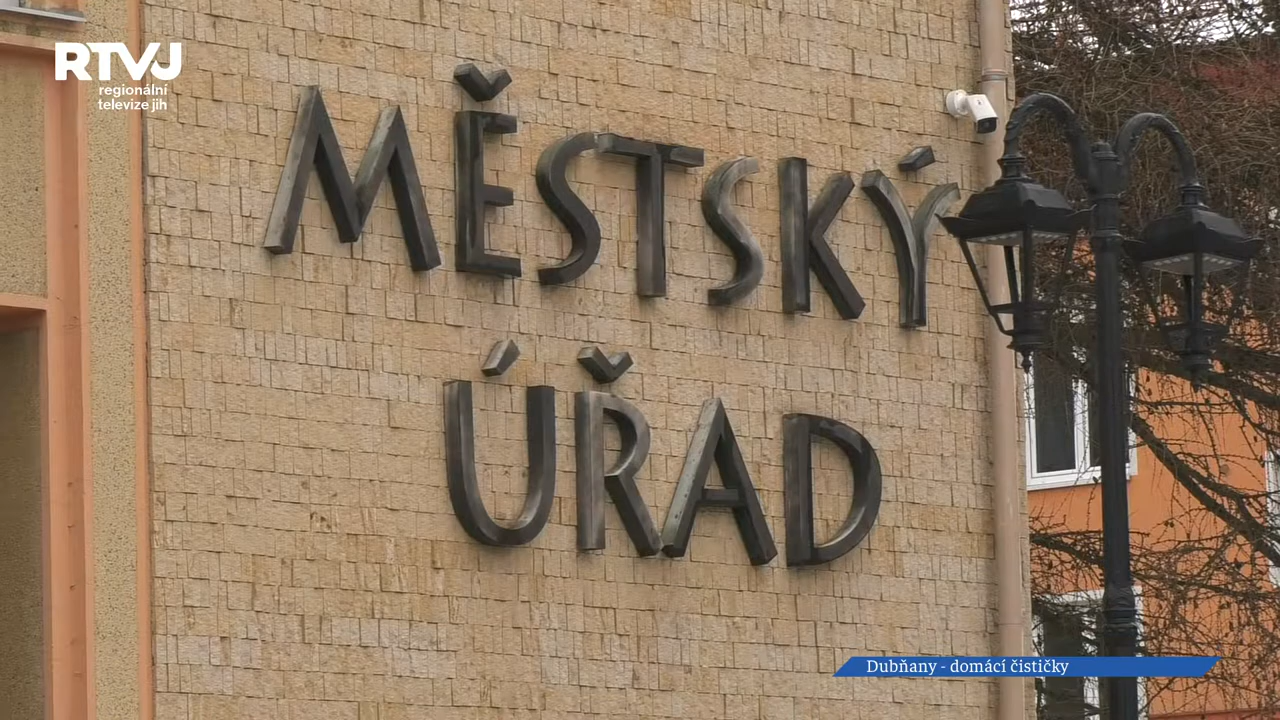 RTVJ
regionální
televize jih
MĚSTSKÝ
ÚŘAD
Dubňany - domácí čističky